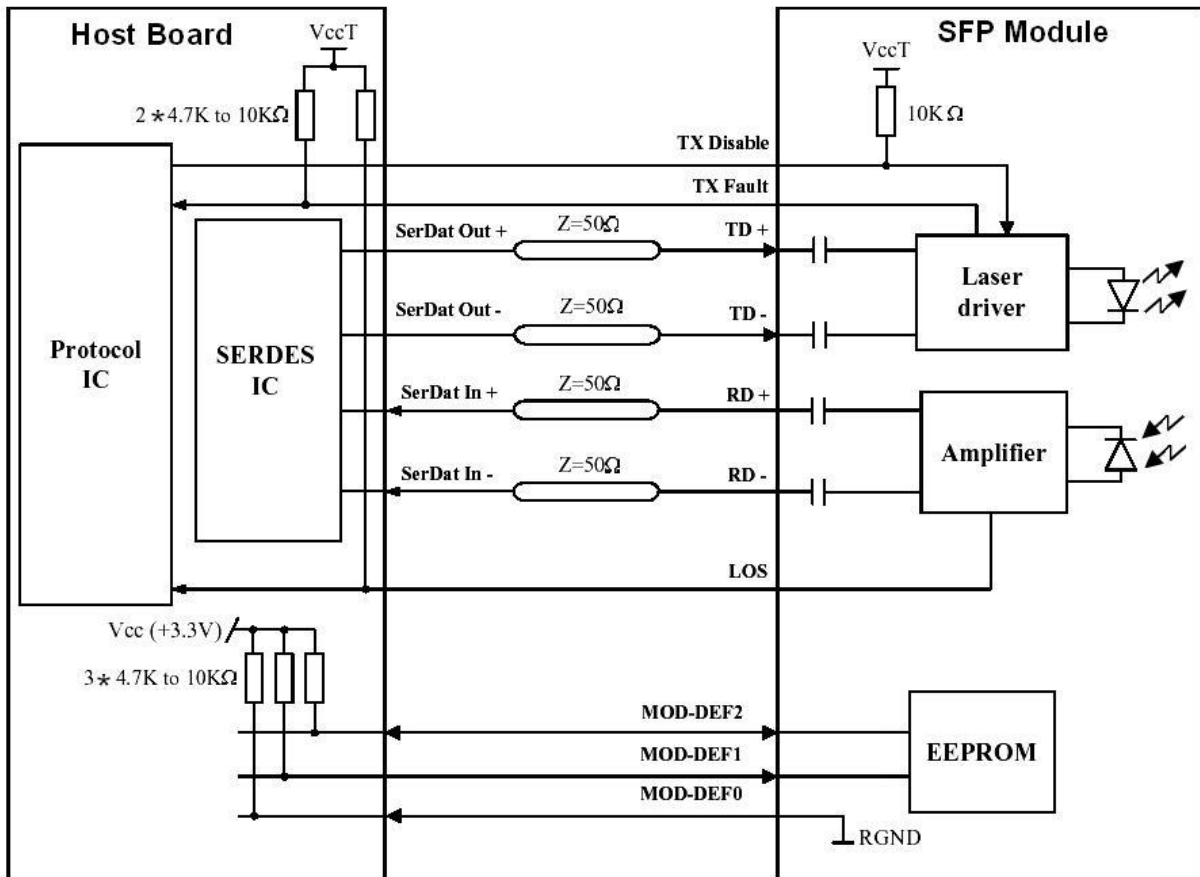 Host Board
SFP Module
VccT
VccT
2*4.7K to 10KΩ
10KΩ
TX Disable
TX Fault
SerDat Out +
Z=50Ω
TD +
Laser
driver
SerDat Out -
Z=50Ω
TD -
Protocol
IC
SERDES
IC
SerDat In +
Z=50Ω
RD +
Amplifier
SerDat In -
Z=50Ω
RD -
LOS
Vcc (+3.3V)
3*4.7K to 10KΩ
MOD-DEF2
MOD-DEF1
EEPROM
MOD-DEF0
RGND